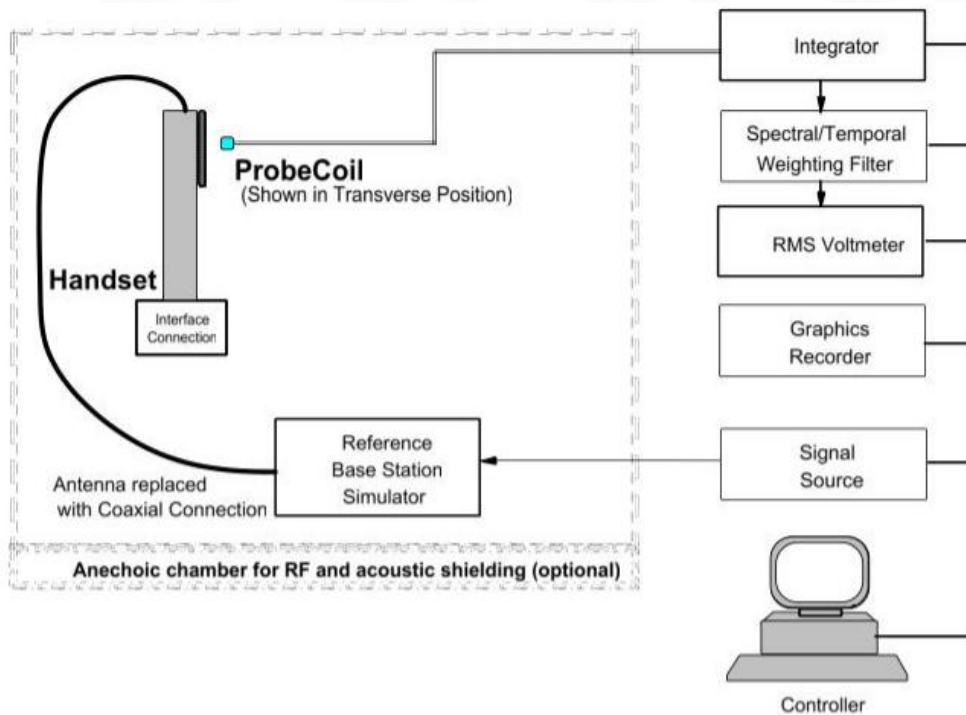 Integrator
Spectral/Temporal
Weighting Filter
ProbeCoil
(Shown in Transverse Position)
RMS Voltmeter
Handset
Interface
Connection
Graphics
Recorder
Reference
Base Station
Simulator
Signal
Source
Antenna replaced
with Coaxial Connection
Anechoic chamber for RF and acoustic shielding (optional)
Controller